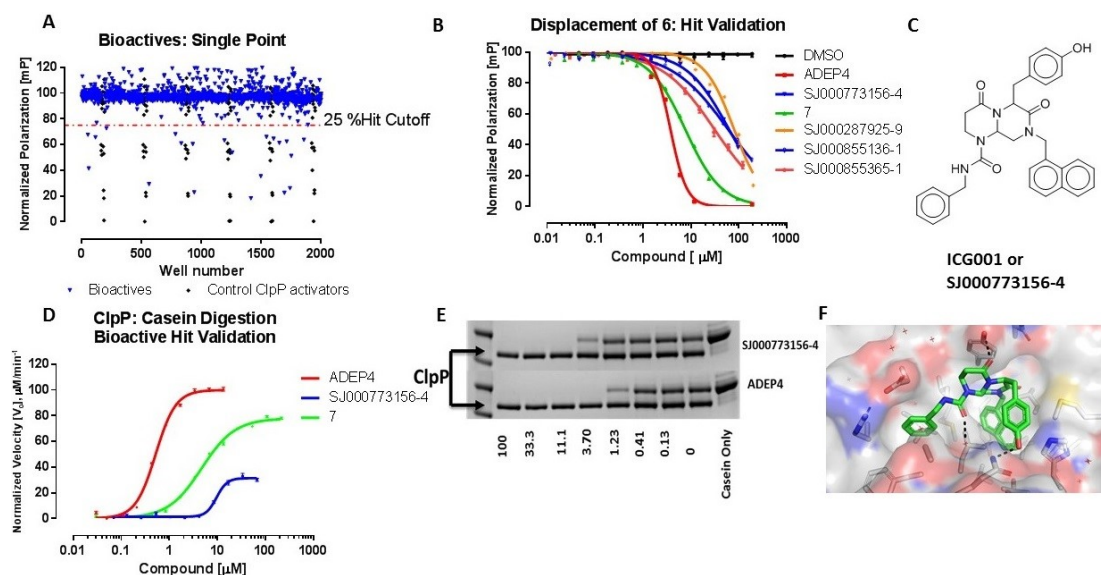 A
Bioactives: Single Point
Normalized Polarization [mP]
120
100
80
60
40
20
0
25 %Hit Cutoff
0
500
1000
1500
2000
Well number
Bioactives
Control ClpP activators
B
Displacement of 6: Hit Validation
Normalized Polarization [mP]
100
80
60
40
20
0
0.01
0.1
1
10
100
1000
Compound [ µM]
DMSO
ADEP4
SJ000773156-4
7
SJ000287925-9
SJ000855136-1
SJ000855365-1
C
OH
O
N
O
N
N
HN
O
ICG001 or
SJ000773156-4
D
ClpP: Casein Digestion
Bioactive Hit Validation
Normalized Velocity [V₀], µM/min⁻¹
120
100
80
60
40
20
0
0.01
0.1
1
10
100
1000
Compound [µM]
ADEP4
SJ000773156-4
7
E
ClpP
SJ000773156-4
ADEP4
100
33.3
11.1
3.70
1.23
0.41
0.13
0
Casein Only
F